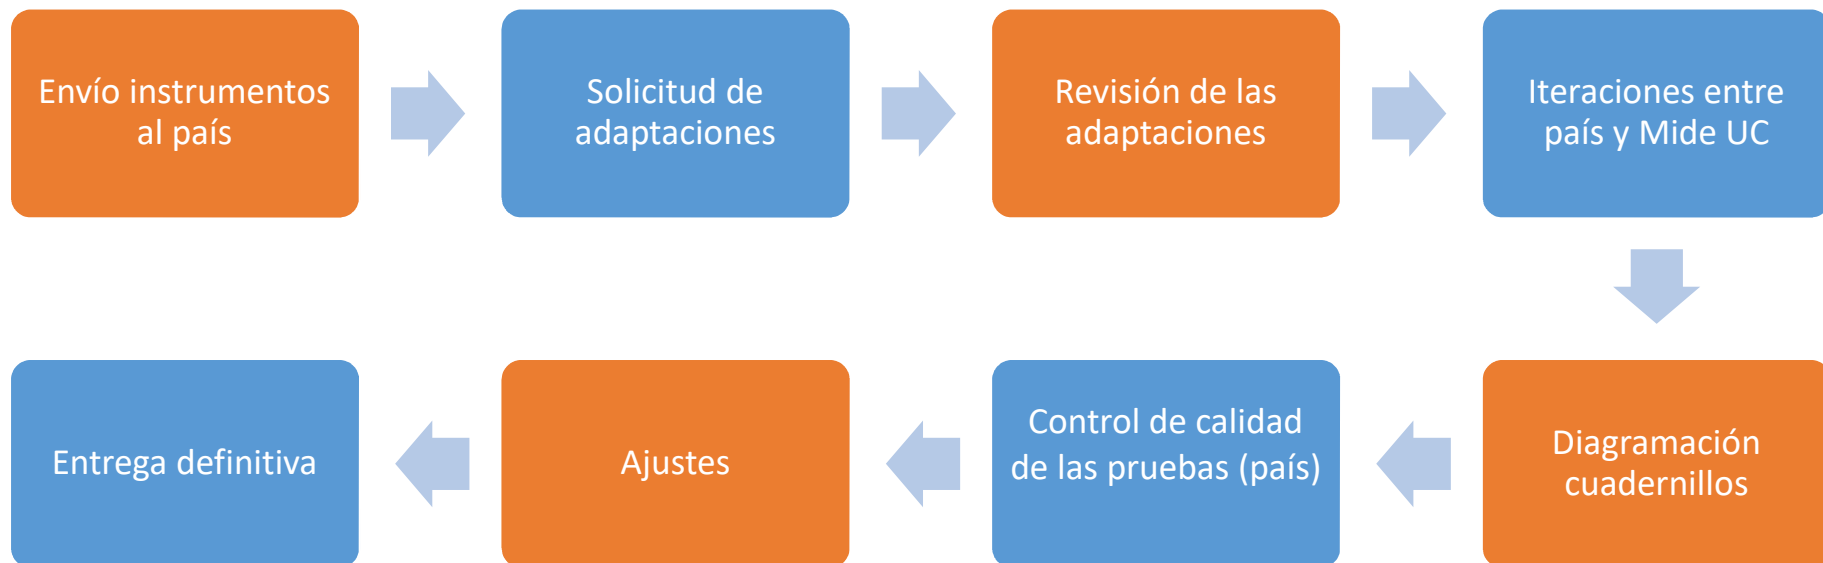 Envío instrumentos
al país
Solicitud de
adaptaciones
Revisión de las
adaptaciones
Iteraciones entre
país y Mide UC
Diagramación
cuadernillos
Control de calidad
de las pruebas (país)
Ajustes
Entrega definitiva